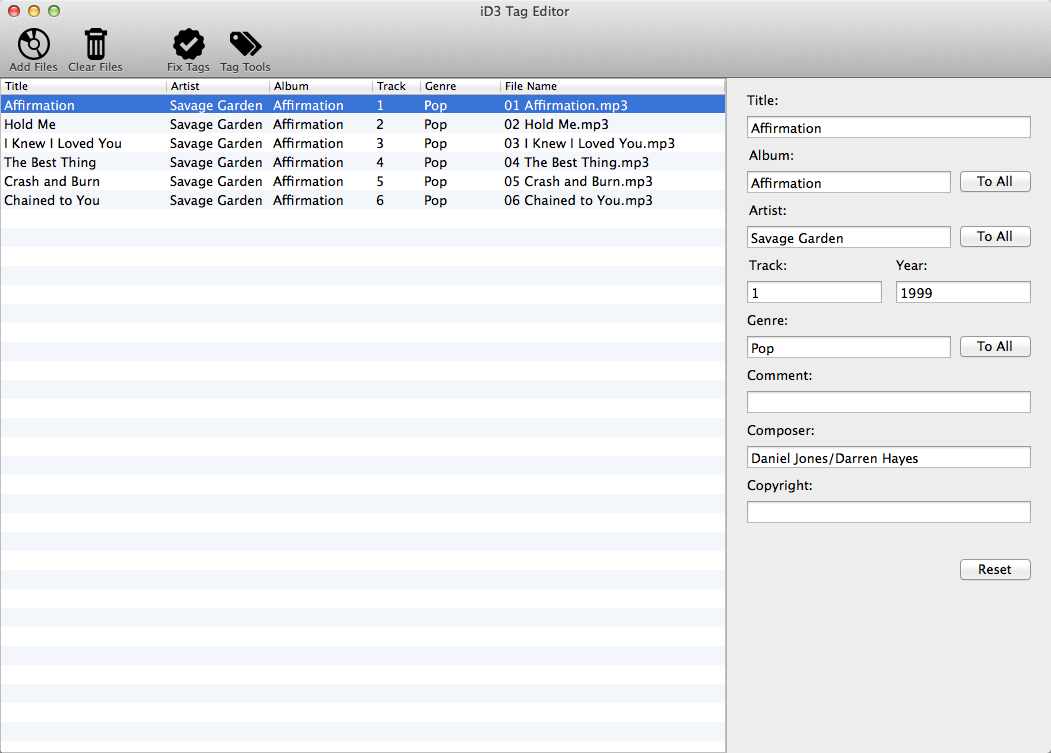 iD3 Tag Editor
Add Files Clear Files Fix Tags Tag Tools
Title Artist Album Track Genre File Name
Affirmation Savage Garden Affirmation 1 Pop 01 Affirmation.mp3
Hold Me Savage Garden Affirmation 2 Pop 02 Hold Me.mp3
I Knew I Loved You Savage Garden Affirmation 3 Pop 03 I Knew I Loved You.mp3
The Best Thing Savage Garden Affirmation 4 Pop 04 The Best Thing.mp3
Crash and Burn Savage Garden Affirmation 5 Pop 05 Crash and Burn.mp3
Chained to You Savage Garden Affirmation 6 Pop 06 Chained to You.mp3
Title:
Affirmation
Album:
Affirmation To All
Artist:
Savage Garden To All
Track: Year:
1 1999
Genre:
Pop To All
Comment:
Composer:
Daniel Jones/Darren Hayes
Copyright:
Reset